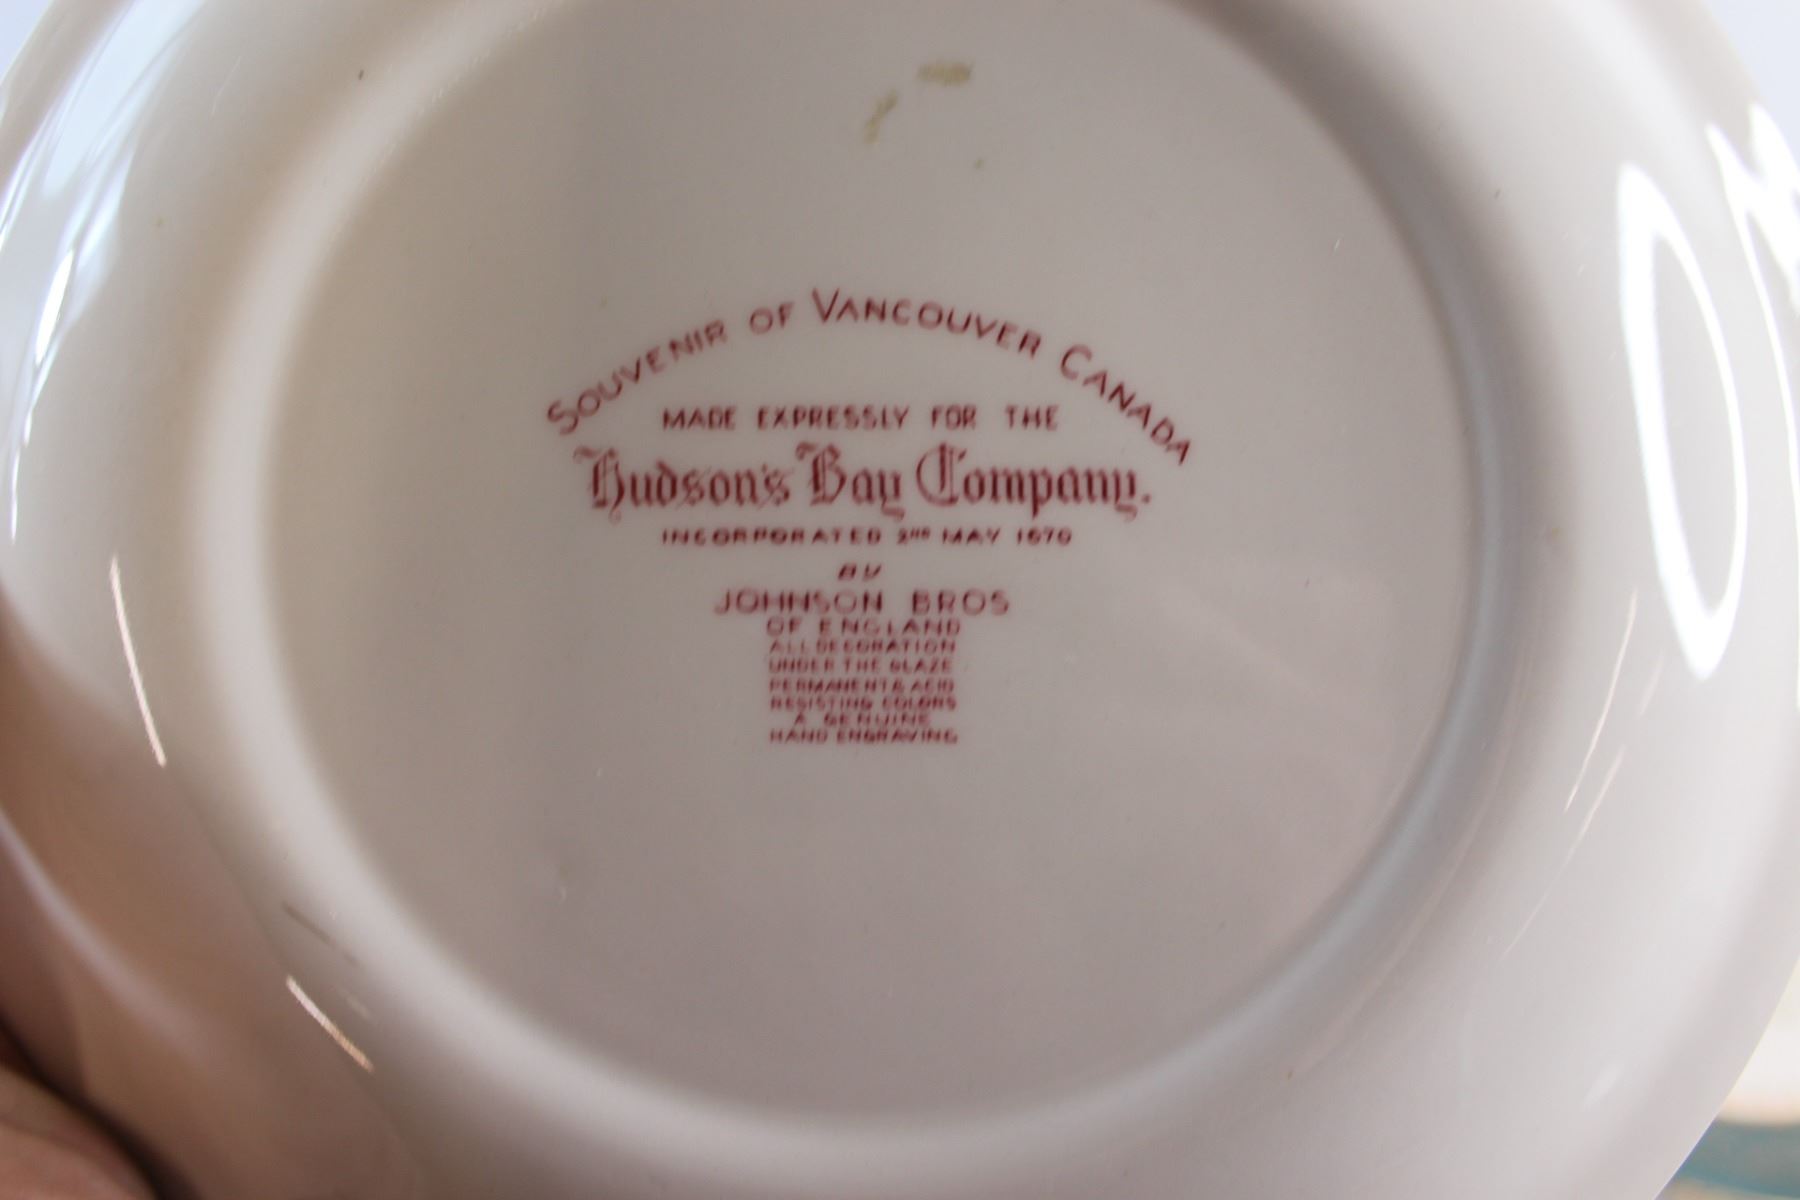 SOUVENIR OF VANCOUVER CANADA
MADE EXPRESSLY FOR THE
Hudson's Bay Company.
INCORPORATED 2ND MAY 1670
BY
JOHNSON BROS
OF ENGLAND
ALL DECORATION
UNDER THE GLAZE
PERMANENT & ACID
RESISTING COLORS
A GENUINE
HAND ENGRAVING